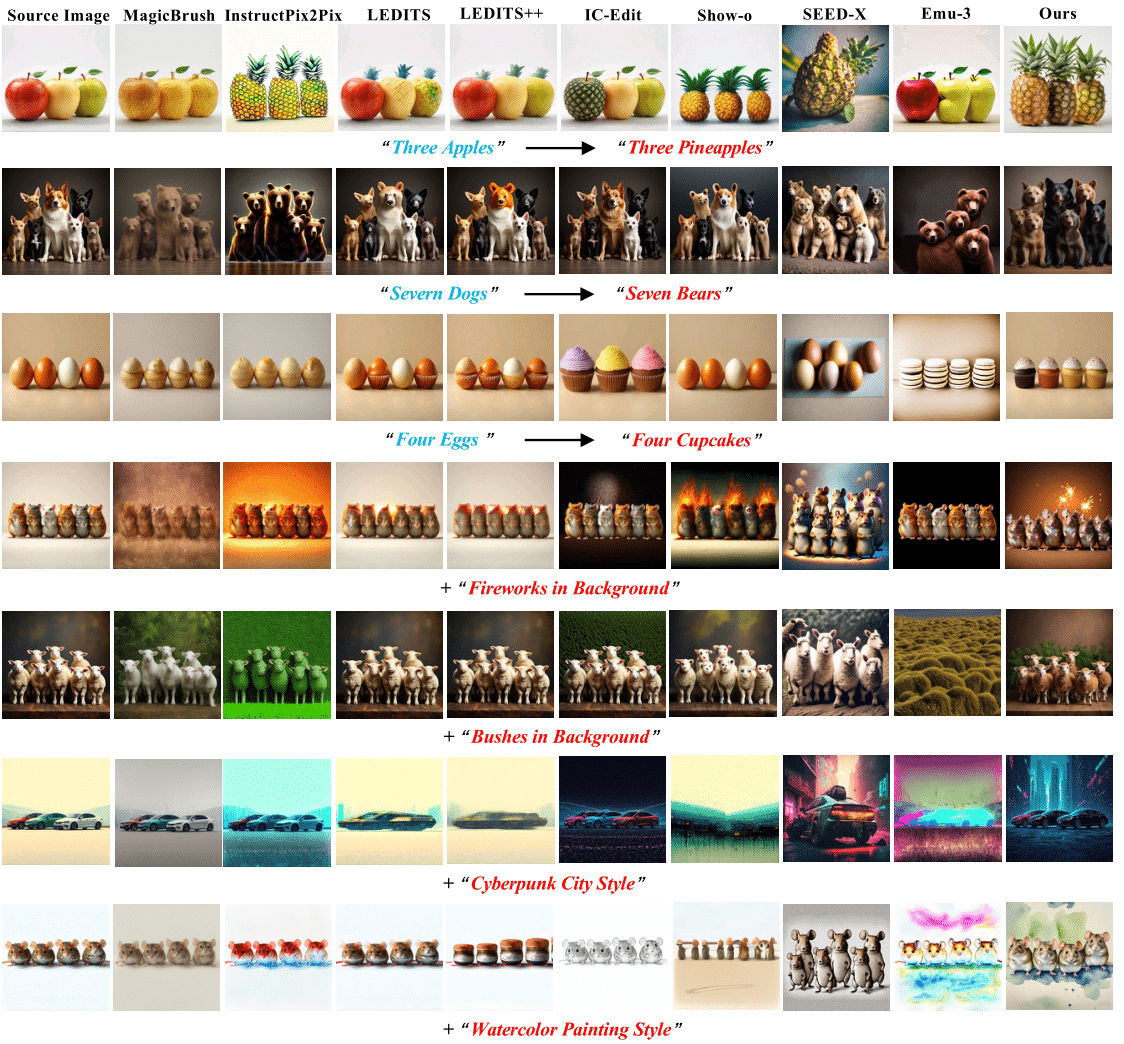 Source Image MagicBrush InstructPix2Pix LEDITS LEDITS++ IC-Edit Show-o SEED-X Emu-3 Ours
“Three Apples” “Three Pineapples”
“Severn Dogs” “Seven Bears”
“Four Eggs ” “Four Cupcakes”
+ “Fireworks in Background”
+ “Bushes in Background”
+ “Cyberpunk City Style”
+ “Watercolor Painting Style”